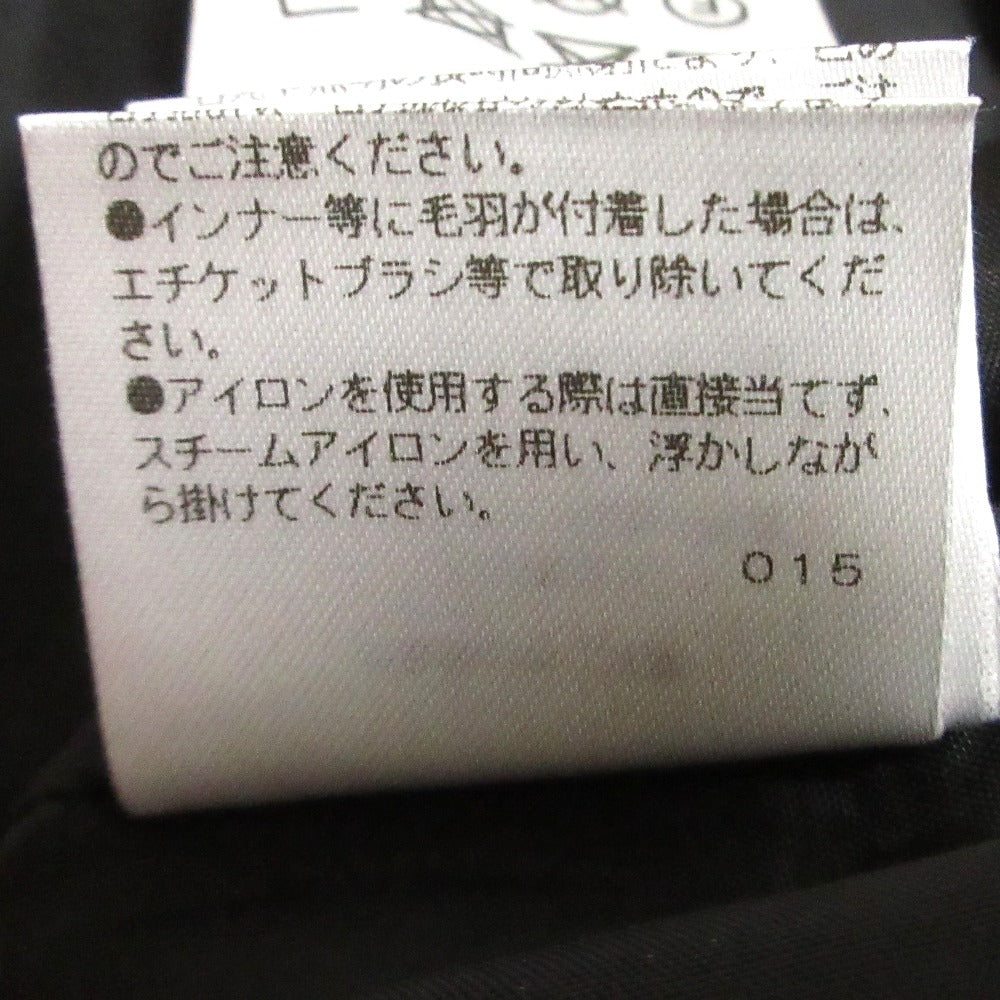 のでご注意ください。
●インナー等に毛羽が付着した場合は、
エチケットブラシ等で取り除いてくだ
さい。
●アイロンを使用する際は直接当てず、
スチームアイロンを用い、浮かしなが
ら掛けてください。
015